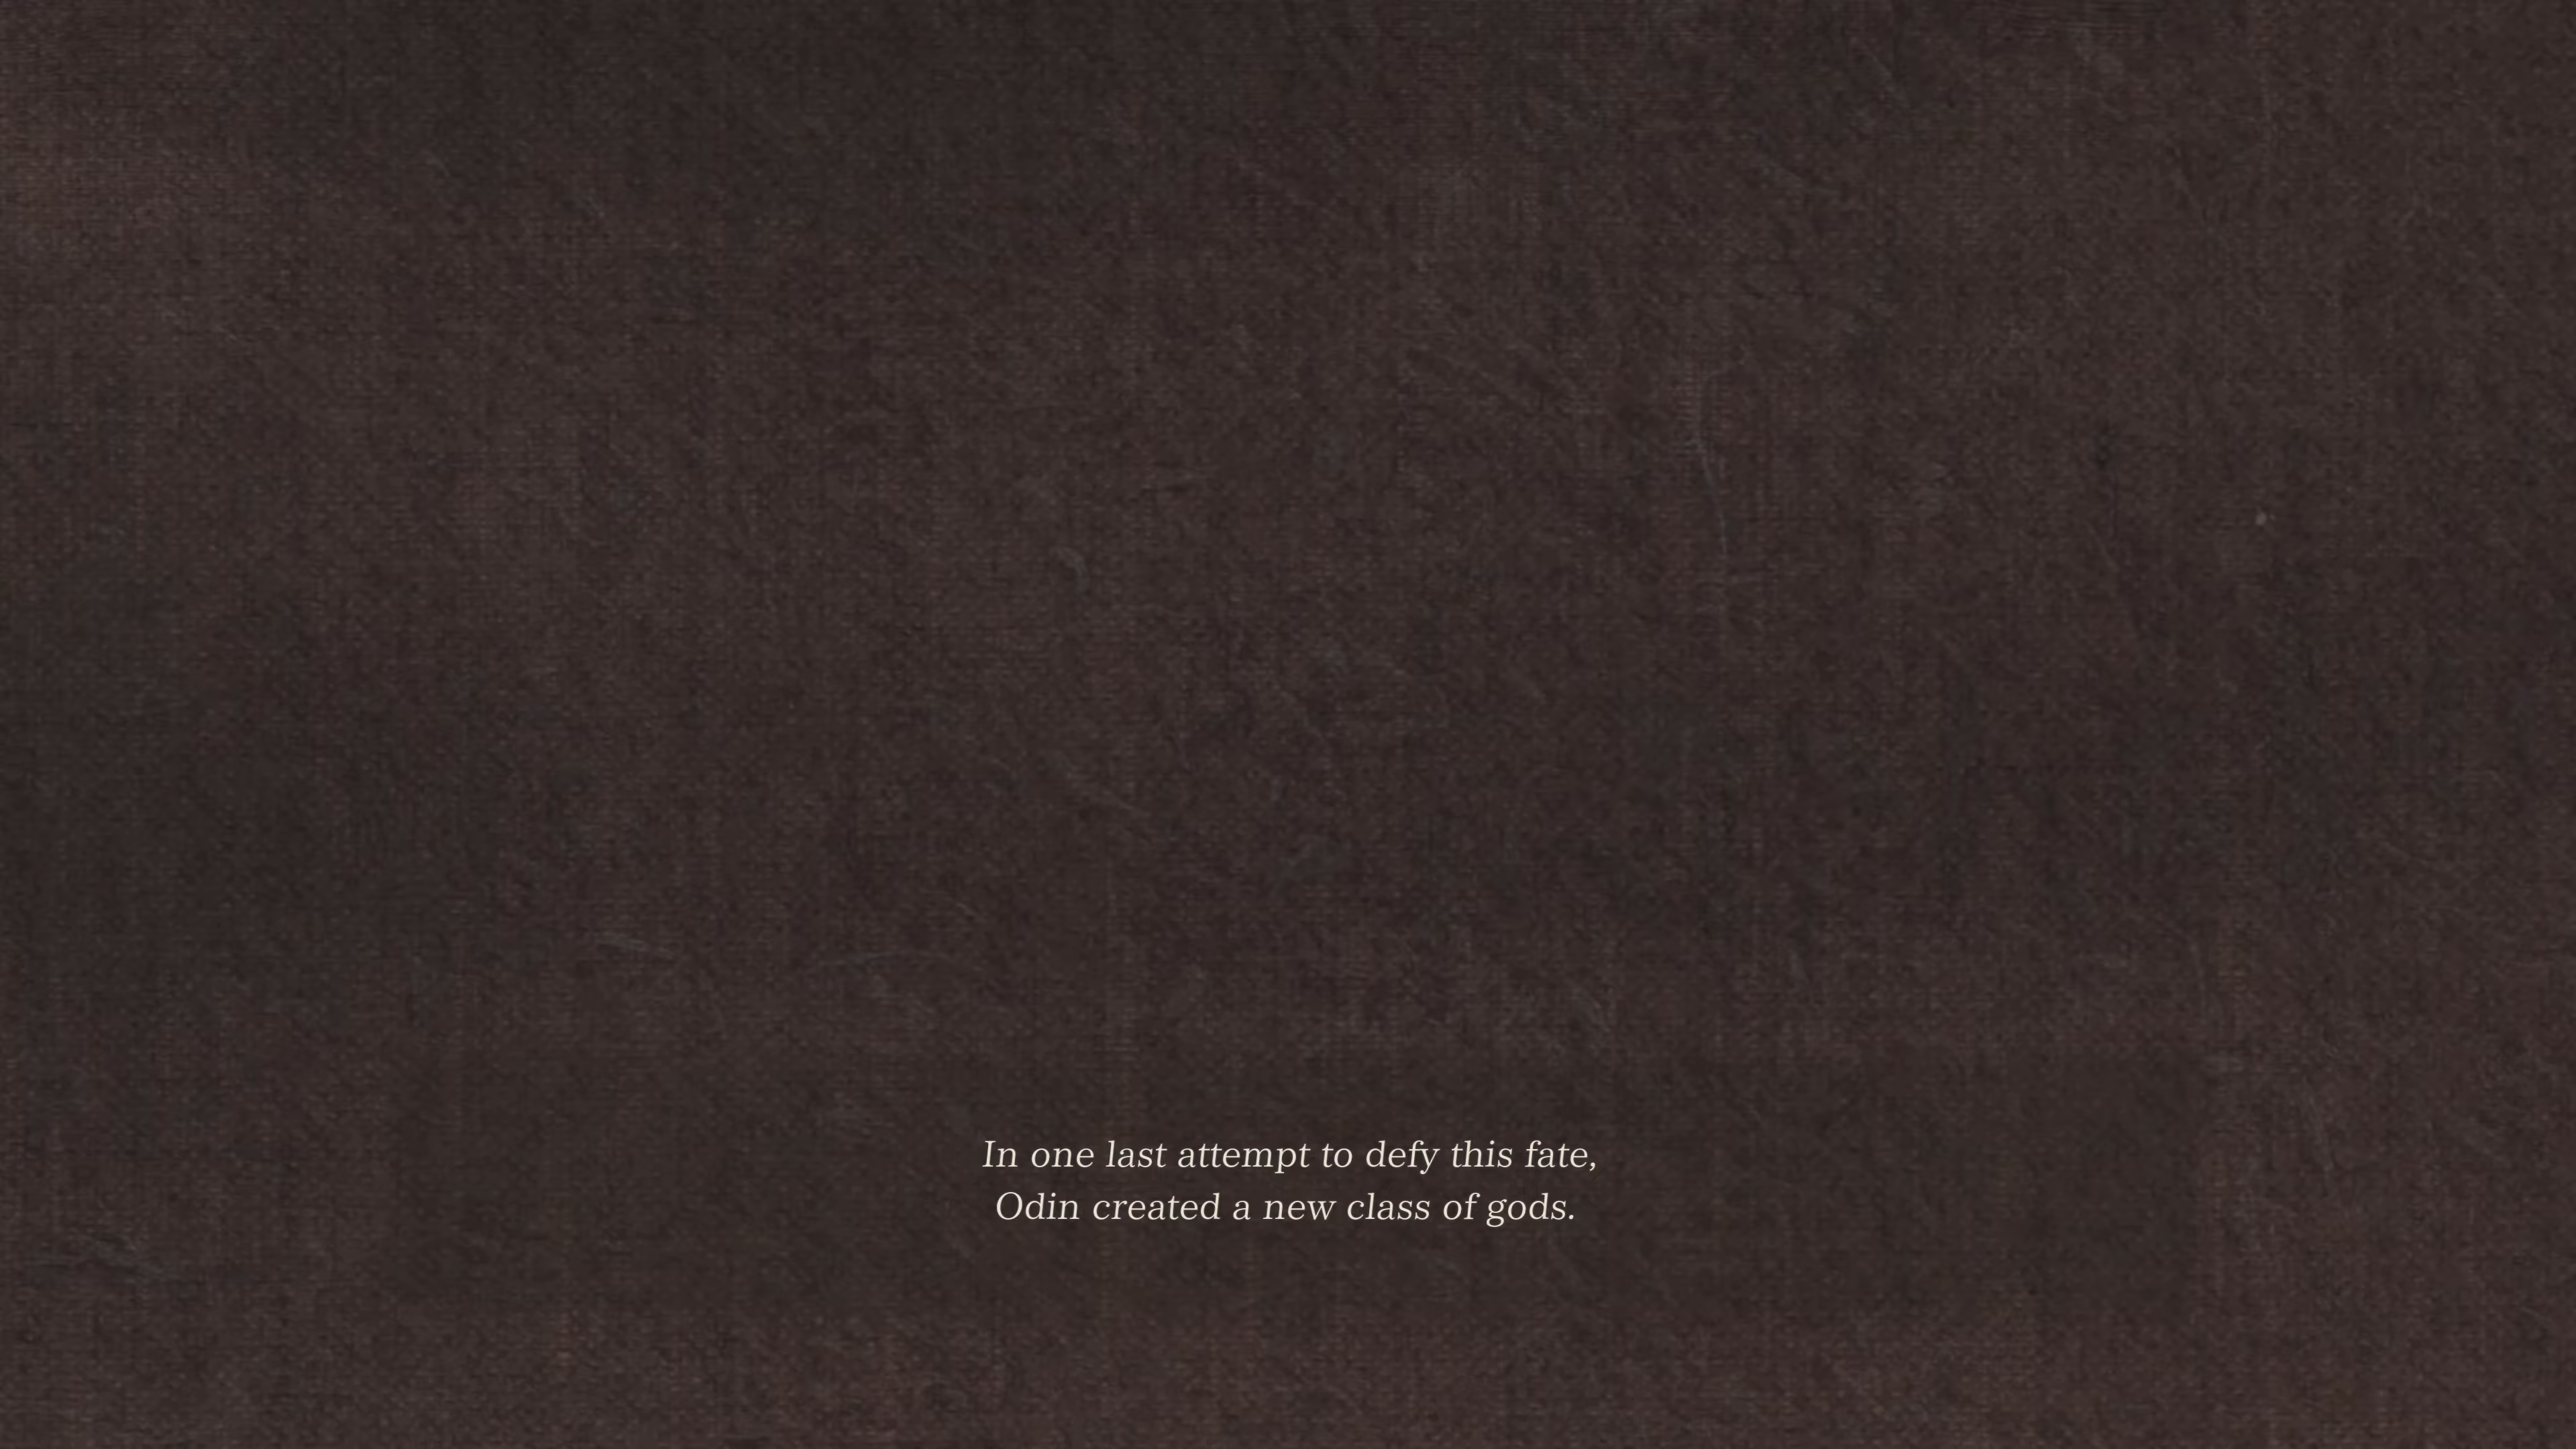 In one last attempt to defy this fate,
Odin created a new class of gods.